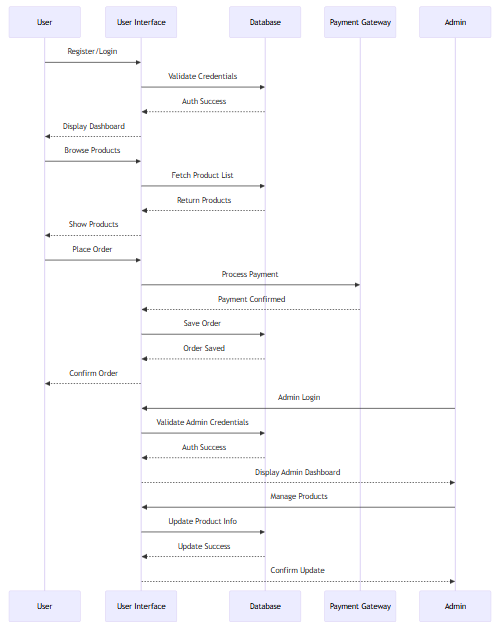 User
User Interface
Database
Payment Gateway
Admin
Register/Login
Validate Credentials
Auth Success
Display Dashboard
Browse Products
Fetch Product List
Return Products
Show Products
Place Order
Process Payment
Payment Confirmed
Save Order
Order Saved
Confirm Order
Admin Login
Validate Admin Credentials
Auth Success
Display Admin Dashboard
Manage Products
Update Product Info
Update Success
Confirm Update
User
User Interface
Database
Payment Gateway
Admin